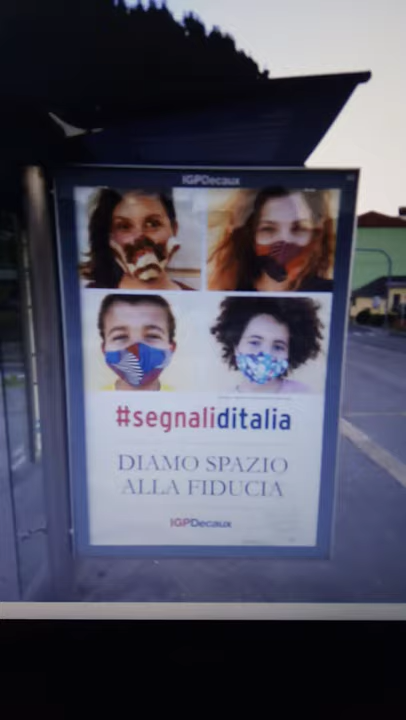 IGPDecaux
#segnaliditalia
DIAMO SPAZIO
ALLA FIDUCIA
IGPDecaux